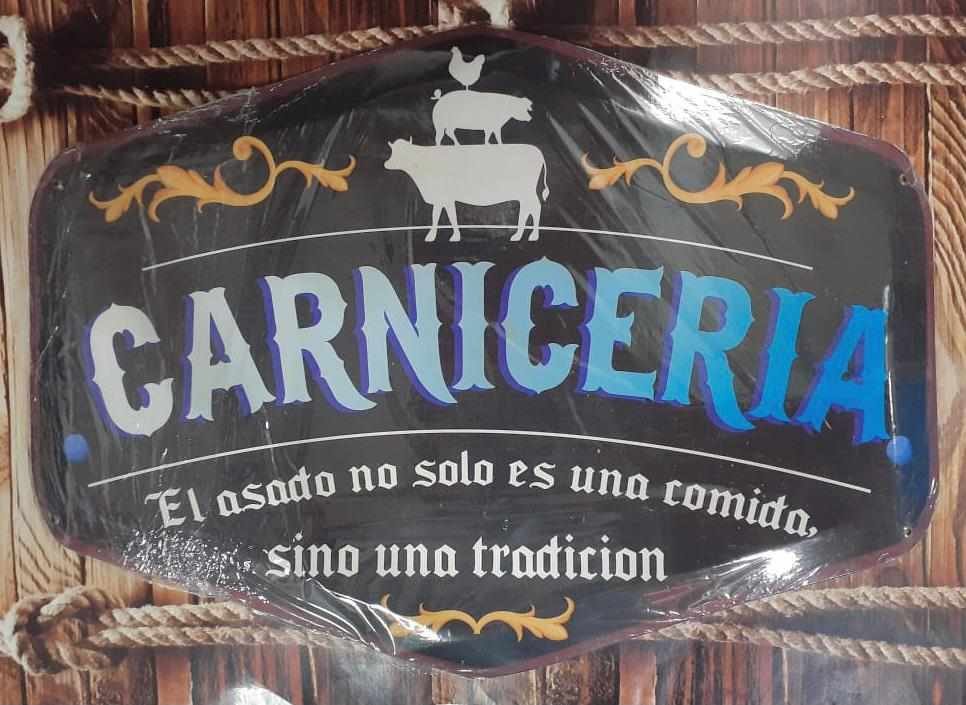 CARNICERIA
El asado no solo es una comida,
sino una tradicion